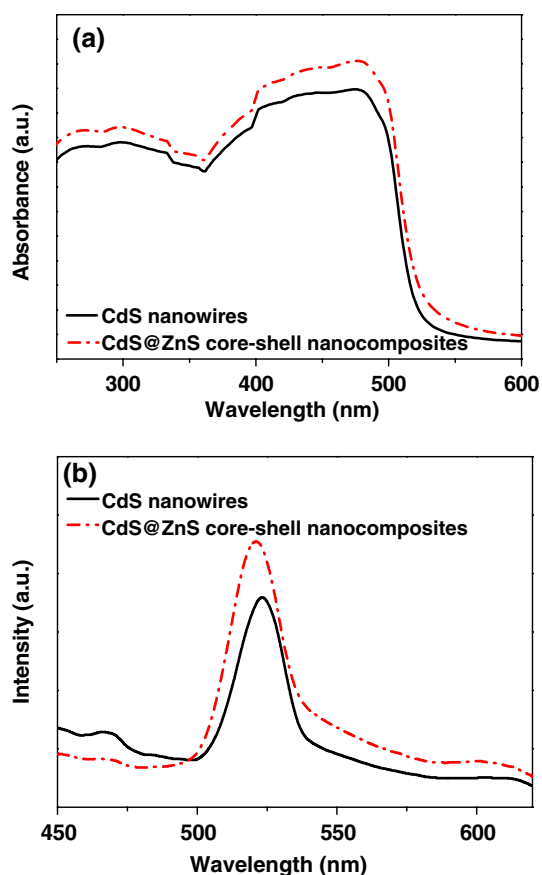 (a)
Absorbance (a.u.)
CdS nanowires
CdS@ZnS core-shell nanocomposites
300 400 500 600
Wavelength (nm)
(b)
CdS nanowires
CdS@ZnS core-shell nanocomposites
Intensity (a.u.)
450 500 550 600
Wavelength (nm)